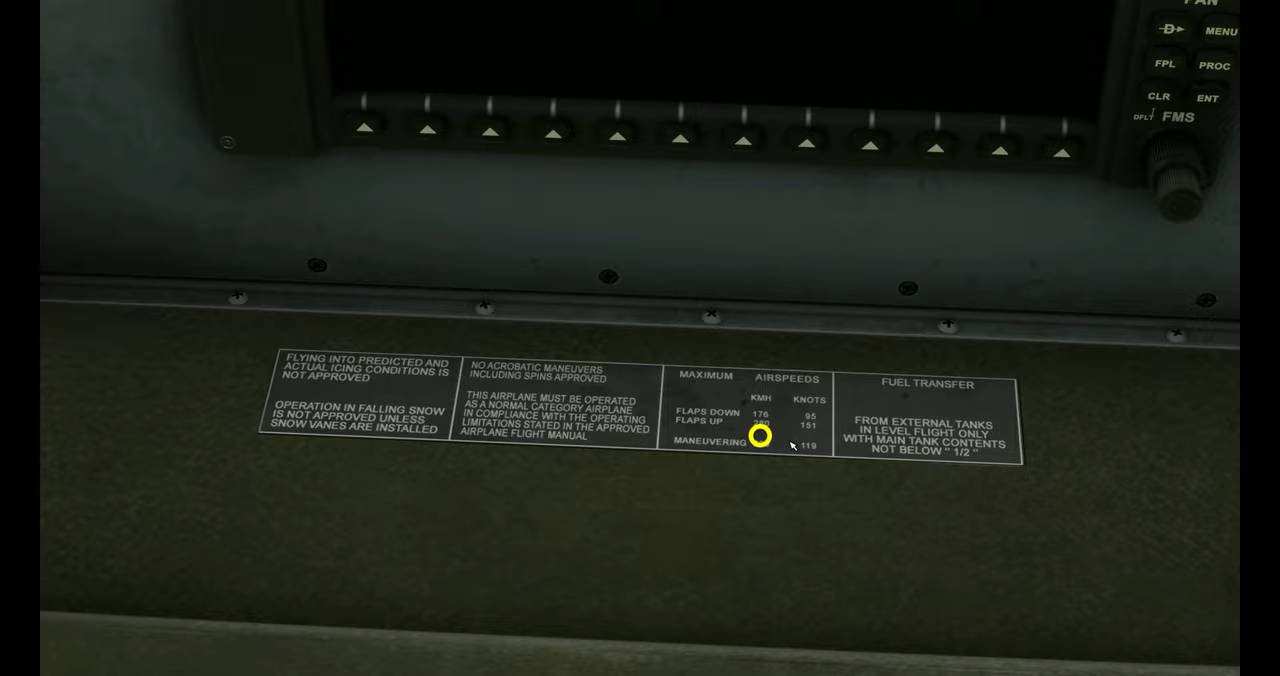 PAN
D
MENU
FPL
PROC
CLR
ENT
DFLT
FMS
FLYING INTO PREDICTED AND
ACTUAL ICING CONDITIONS IS
NOT APPROVED
OPERATION IN FALLING SNOW
IS NOT APPROVED UNLESS
SNOW VANES ARE INSTALLED
NO ACROBATIC MANEUVERS
INCLUDING SPINS APPROVED
THIS AIRPLANE MUST BE OPERATED
AS A NORMAL CATEGORY AIRPLANE
IN COMPLIANCE WITH THE OPERATING
LIMITATIONS STATED IN THE APPROVED
AIRPLANE FLIGHT MANUAL
MAXIMUM AIRSPEEDS
KMH KNOTS
FLAPS DOWN 176 95
FLAPS UP 151
MANEUVERING 119
FUEL TRANSFER
FROM EXTERNAL TANKS
IN LEVEL FLIGHT ONLY
WITH MAIN TANK CONTENTS
NOT BELOW " 1/2 "